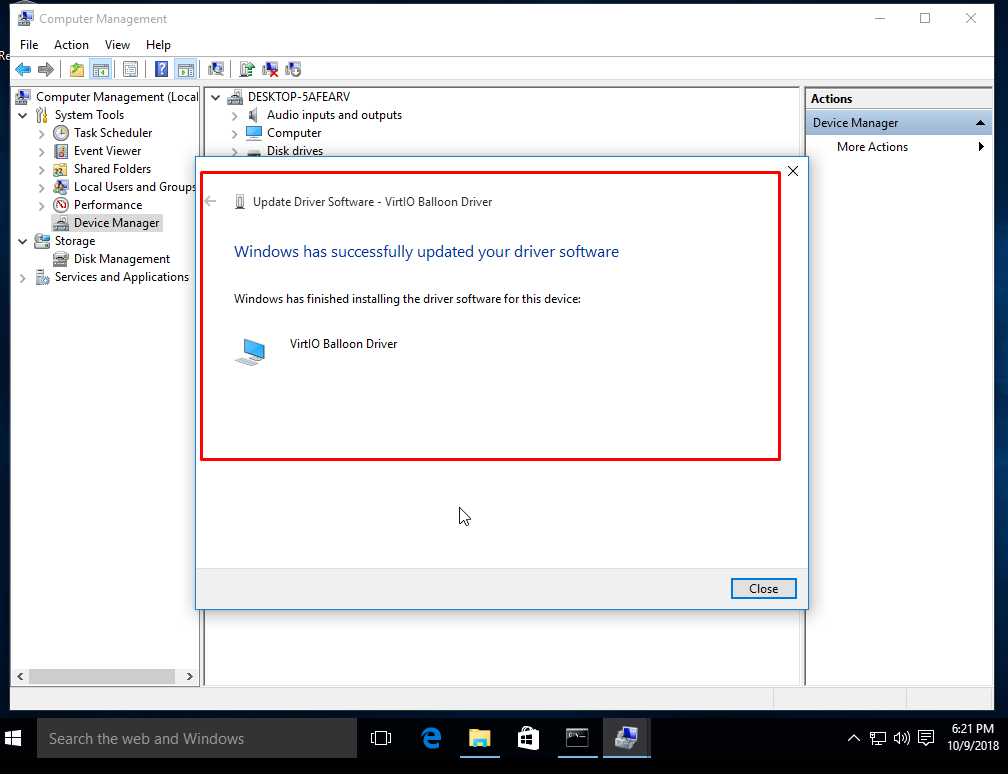 Computer Management
File Action View Help
Re
Computer Management (Local
System Tools
Task Scheduler
Event Viewer
Shared Folders
Local Users and Groups
Performance
Device Manager
Storage
Disk Management
Services and Applications
DESKTOP-5AFEARV
Audio inputs and outputs
Computer
Disk drives
Actions
Device Manager
More Actions
Update Driver Software - VirtIO Balloon Driver
Windows has successfully updated your driver software
Windows has finished installing the driver software for this device:
VirtIO Balloon Driver
Close
Search the web and Windows
6:21 PM
10/9/2018